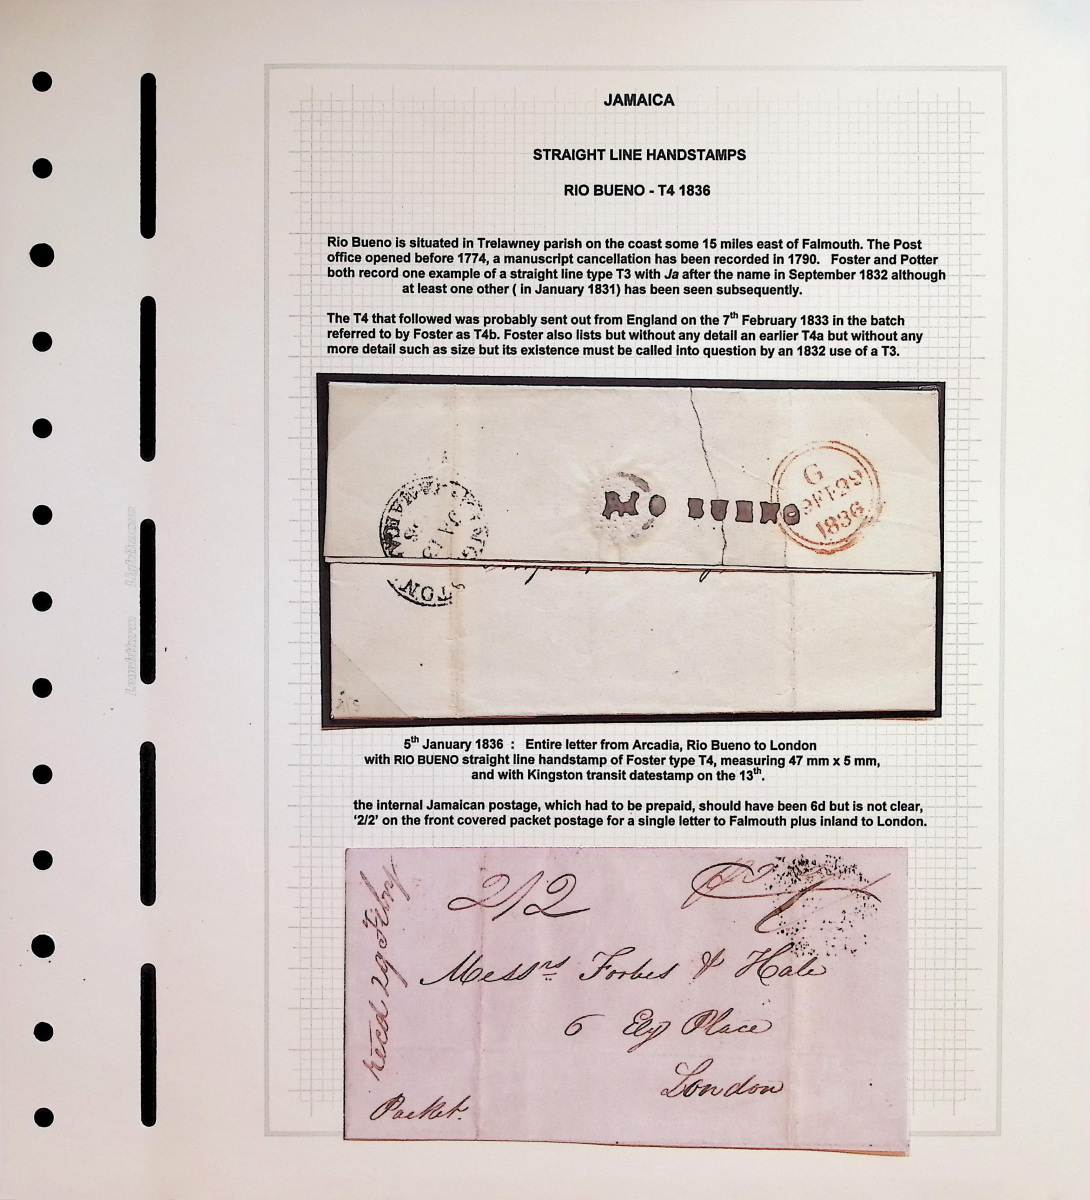 JAMAICA
STRAIGHT LINE HANDSTAMPS
RIO BUENO - T4 1836
Rio Bueno is situated in Trelawney parish on the coast some 15 miles east of Falmouth. The Post
office opened before 1774, a manuscript cancellation has been recorded in 1790. Foster and Potter
both record one example of a straight line type T3 with Ja after the name in September 1832 although
at least one other ( in January 1831) has been seen subsequently.
The T4 that followed was probably sent out from England on the 7th February 1833 in the batch
referred to by Foster as T4b. Foster also lists but without any detail an earlier T4a but without any
more detail such as size but its existence must be called into question by an 1832 use of a T3.
RIO BUENO
G
29 FE 29
1836
KINGSTON
JAMAICA
JA 13
5th January 1836 : Entire letter from Arcadia, Rio Bueno to London
with RIO BUENO straight line handstamp of Foster type T4, measuring 47 mm x 5 mm,
and with Kingston transit datestamp on the 13th.
the internal Jamaican postage, which had to be prepaid, should have been 6d but is not clear,
‘2/2’ on the front covered packet postage for a single letter to Falmouth plus inland to London.
2/2
Messrs Forbes & Hale
6 Ely Place
London
Packet.
recd 29 Feby